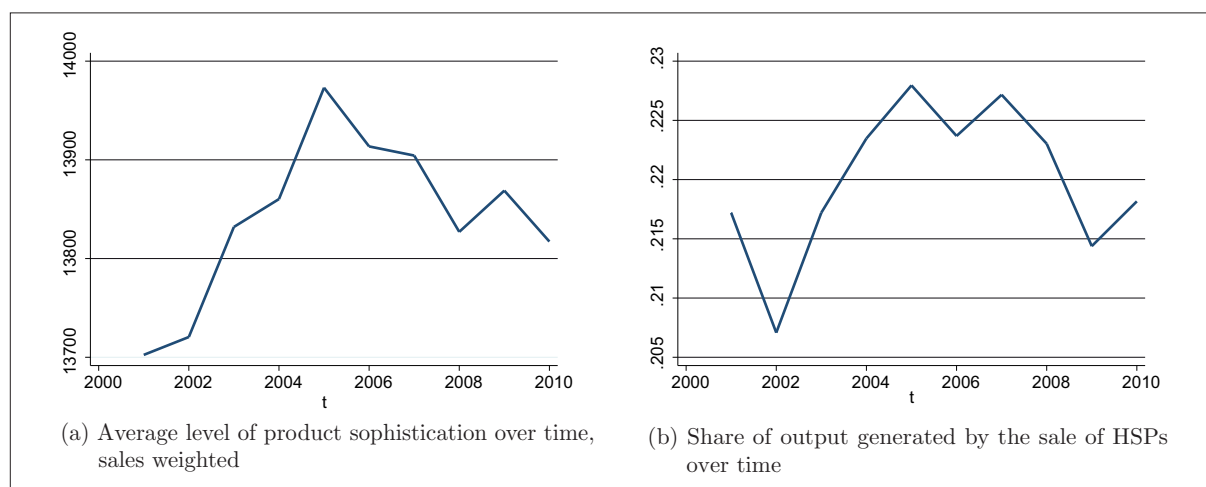 14000
13900
13800
13700
2000 2002 2004 2006 2008 2010
t
(a) Average level of product sophistication over time,
sales weighted
.23
.225
.22
.215
.21
.205
2000 2002 2004 2006 2008 2010
t
(b) Share of output generated by the sale of HSPs
over time